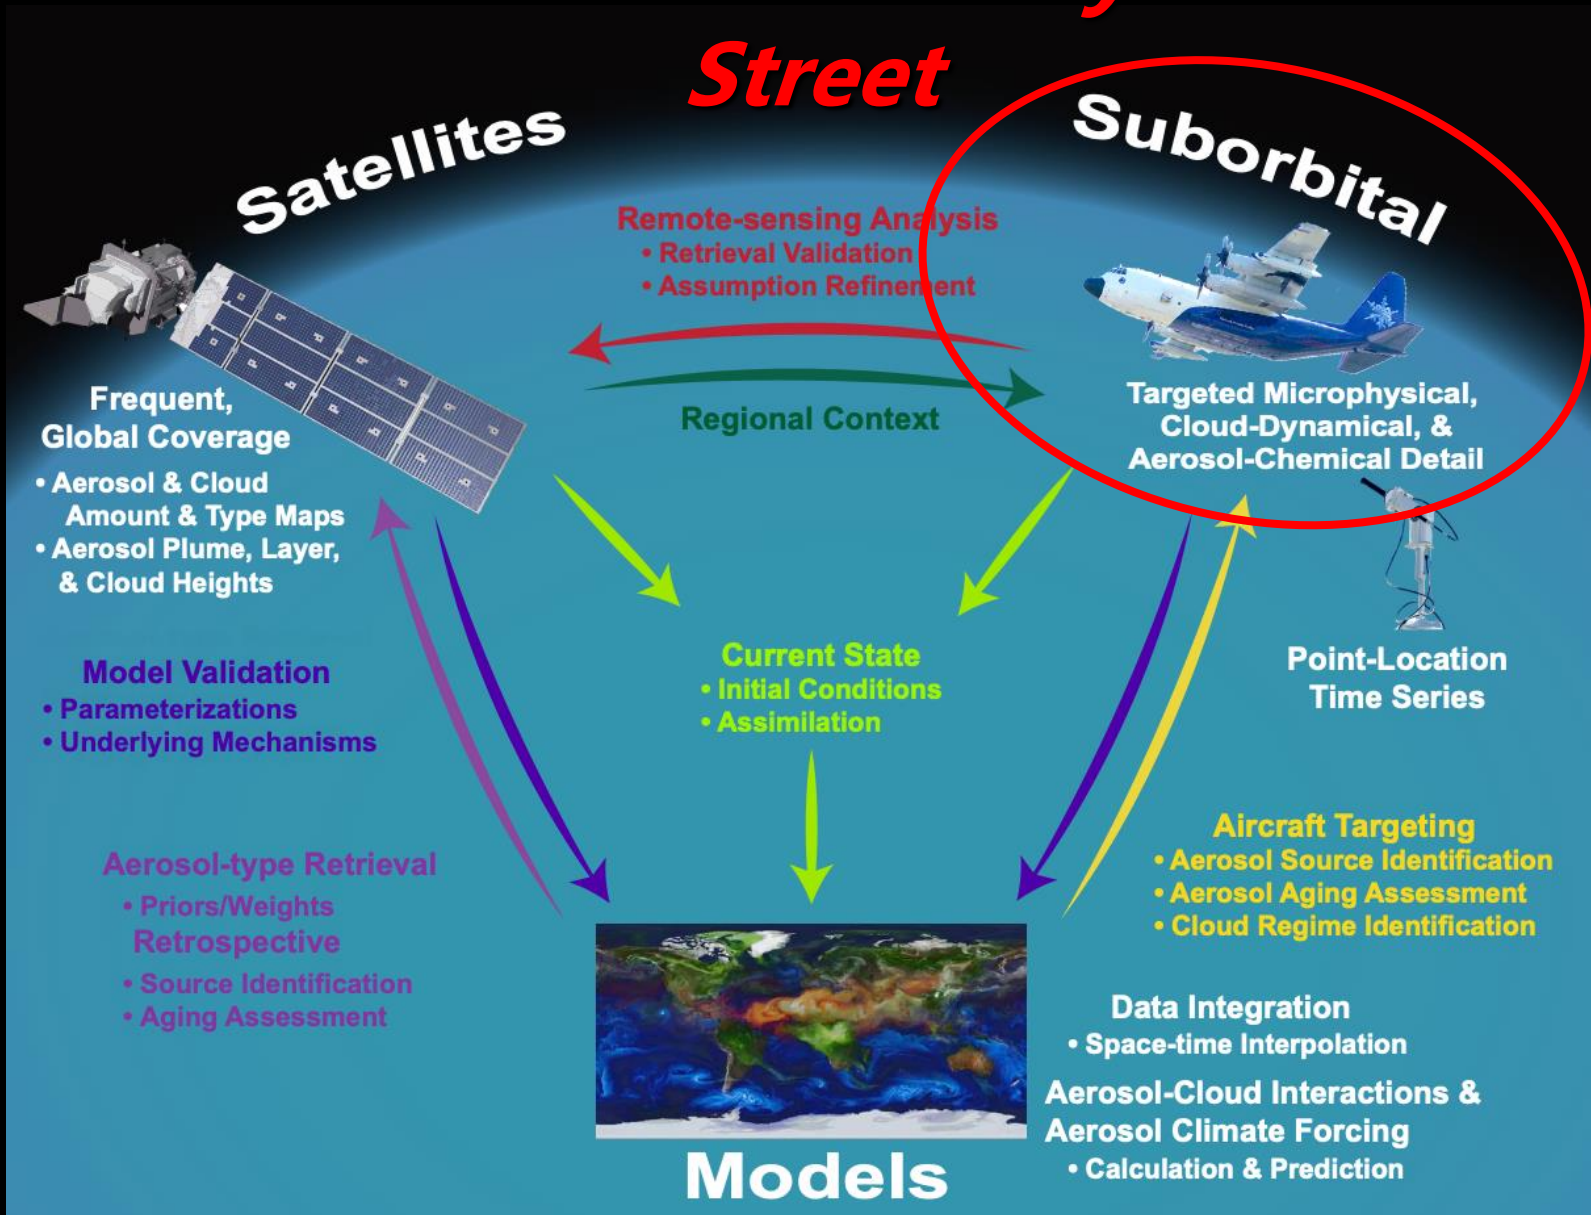 Street
Satellites
Suborbital
Remote-sensing Analysis
• Retrieval Validation
• Assumption Refinement
Regional Context
Frequent,
Global Coverage
• Aerosol & Cloud
Amount & Type Maps
• Aerosol Plume, Layer,
& Cloud Heights
Targeted Microphysical,
Cloud-Dynamical, &
Aerosol-Chemical Detail
Point-Location
Time Series
Current State
• Initial Conditions
• Assimilation
Model Validation
• Parameterizations
• Underlying Mechanisms
Aerosol-type Retrieval
• Priors/Weights
Retrospective
• Source Identification
• Aging Assessment
Aircraft Targeting
• Aerosol Source Identification
• Aerosol Aging Assessment
• Cloud Regime Identification
Data Integration
• Space-time Interpolation
Aerosol-Cloud Interactions &
Aerosol Climate Forcing
• Calculation & Prediction
Models